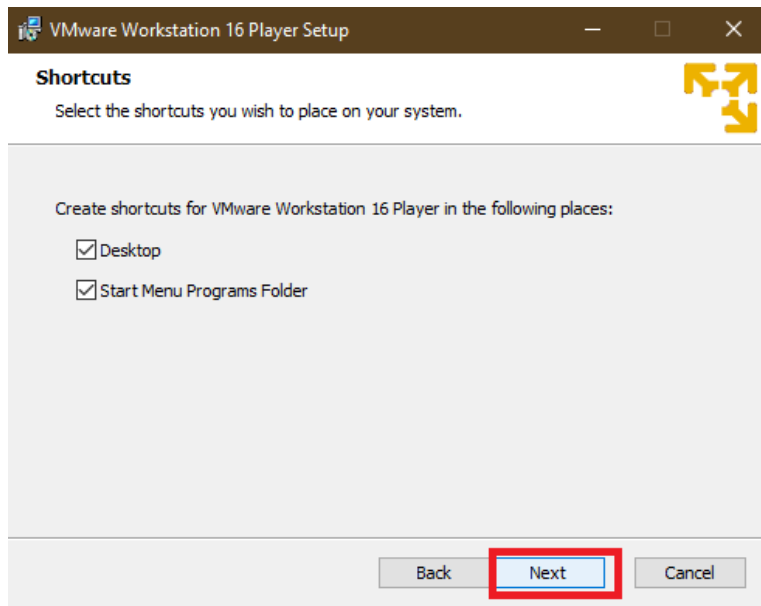 VMware Workstation 16 Player Setup
Shortcuts
Select the shortcuts you wish to place on your system.
Create shortcuts for VMware Workstation 16 Player in the following places:
Desktop
Start Menu Programs Folder
Back Next Cancel